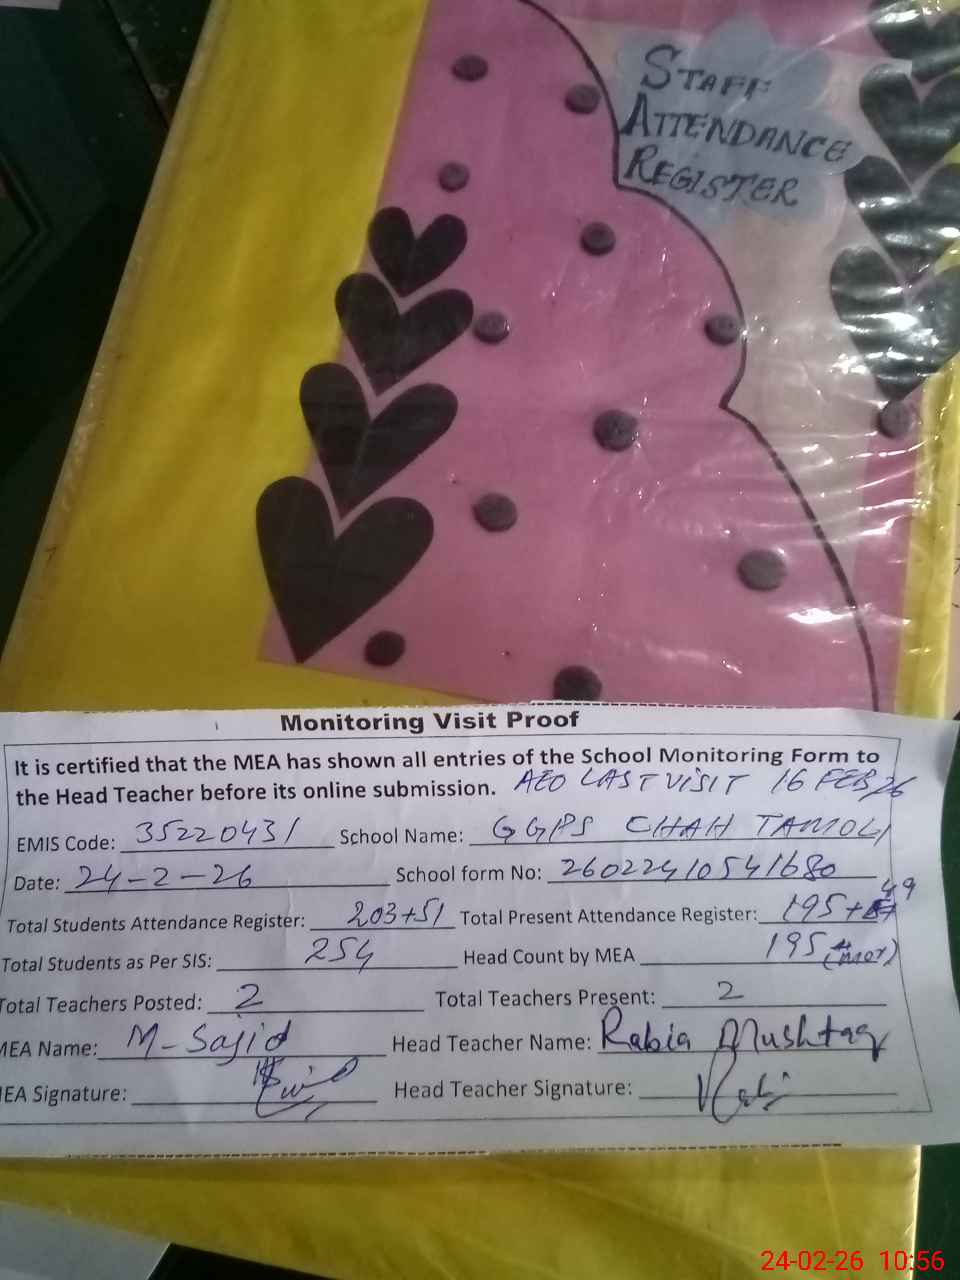 STAFF
ATTENDANCE
REGISTER
Monitoring Visit Proof
It is certified that the MEA has shown all entries of the School Monitoring Form to
the Head Teacher before its online submission. AEO LAST VISIT 16 FEB 26
EMIS Code: 35220431 School Name: GGPS CHAH TAMOLI
Date: 24-2-26 School form No: 26022410541680
Total Students Attendance Register: 203+51 Total Present Attendance Register: 195+49
Total Students as Per SIS: 254 Head Count by MEA 195 (mor)
Total Teachers Posted: 2 Total Teachers Present: 2
MEA Name: M-Sajid Head Teacher Name: Rabia Mushtaq
EA Signature: Head Teacher Signature: Rabi
24-02-26 10:56